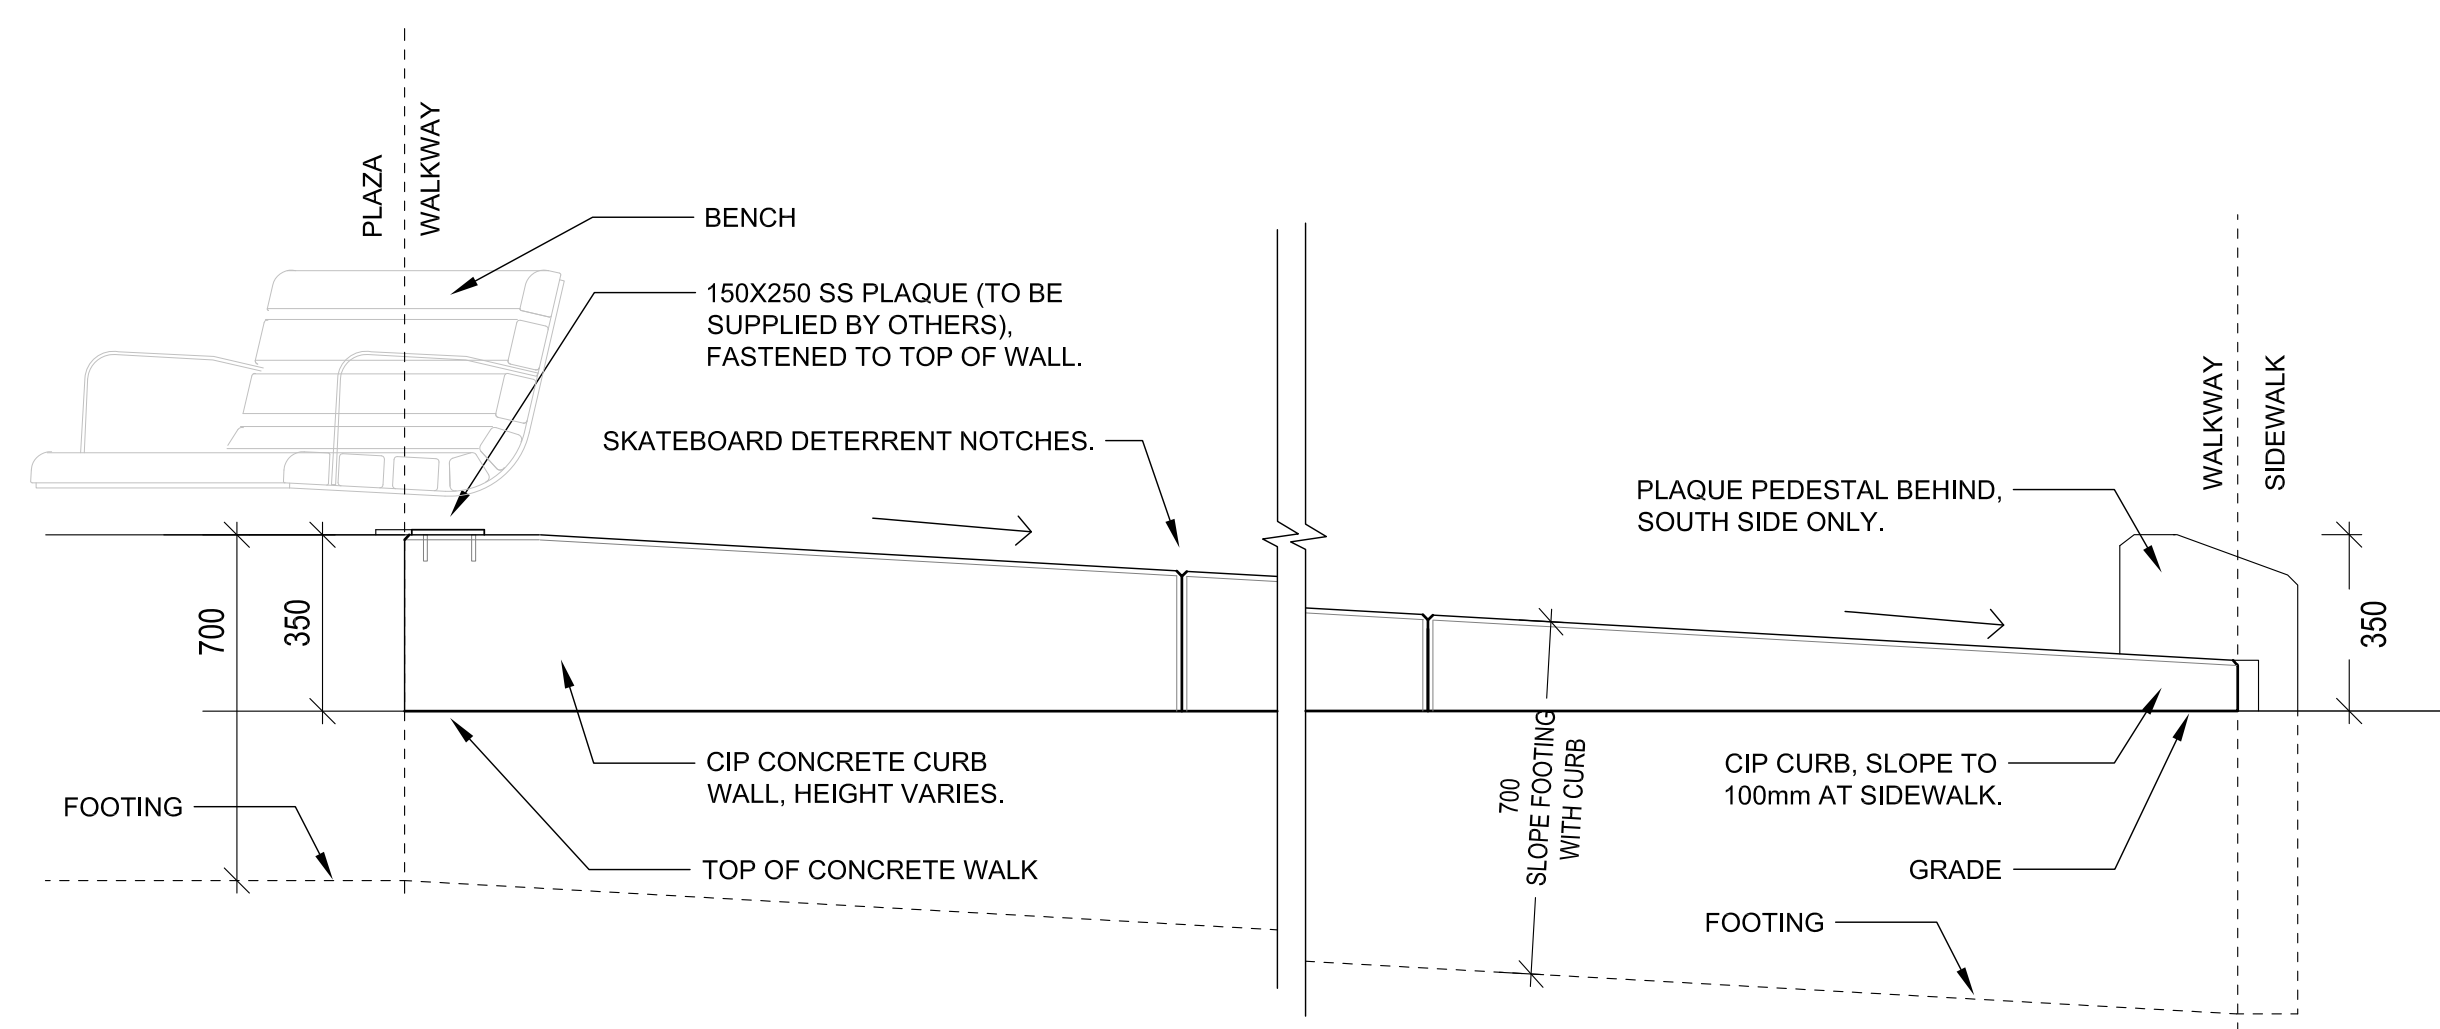 PLAZA
WALKWAY
BENCH
150X250 SS PLAQUE (TO BE
SUPPLIED BY OTHERS),
FASTENED TO TOP OF WALL.
SKATEBOARD DETERRENT NOTCHES.
WALKWAY
SIDEWALK
PLAQUE PEDESTAL BEHIND,
SOUTH SIDE ONLY.
700
350
350
CIP CONCRETE CURB
WALL, HEIGHT VARIES.
FOOTING
TOP OF CONCRETE WALK
700
SLOPE FOOTING
WITH CURB
CIP CURB, SLOPE TO
100mm AT SIDEWALK.
GRADE
FOOTING